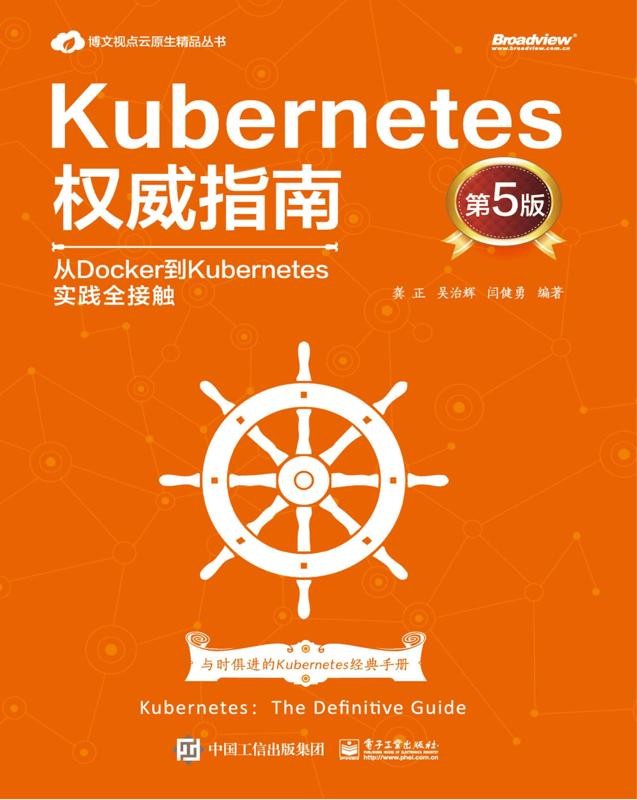 博文视点云原生精品丛书
Broadview®
www.broadview.com.cn
Kubernetes
权威指南
第5版
从Docker到Kubernetes
实践全接触
龚 正 吴治辉 闫健勇 编著
与时俱进的Kubernetes经典手册
Kubernetes: The Definitive Guide
中国工信出版集团
电子工业出版社·
http://www.phei.com.cn